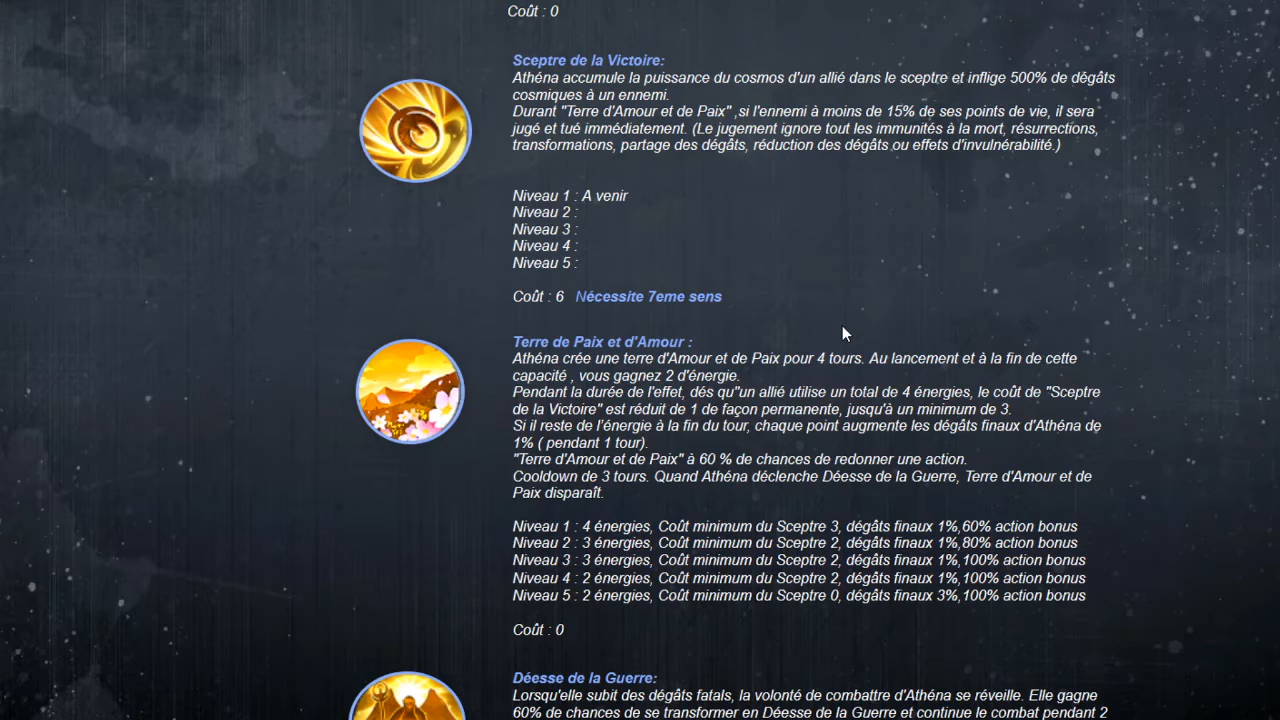 Coût : 0
Sceptre de la Victoire:
Athéna accumule la puissance du cosmos d'un allié dans le sceptre et inflige 500% de dégâts
cosmiques à un ennemi.
Durant "Terre d'Amour et de Paix" ,si l'ennemi à moins de 15% de ses points de vie, il sera
jugé et tué immédiatement. (Le jugement ignore tout les immunités à la mort, résurrections,
transformations, partage des dégâts, réduction des dégâts ou effets d'invulnérabilité.)
Niveau 1 : A venir
Niveau 2 :
Niveau 3 :
Niveau 4 :
Niveau 5 :
Coût : 6 Nécessite 7eme sens
Terre de Paix et d'Amour :
Athéna crée une terre d'Amour et de Paix pour 4 tours. Au lancement et à la fin de cette
capacité , vous gagnez 2 d'énergie.
Pendant la durée de l'effet, dés qu"un allié utilise un total de 4 énergies, le coût de "Sceptre
de la Victoire" est réduit de 1 de façon permanente, jusqu'à un minimum de 3.
Si il reste de l'énergie à la fin du tour, chaque point augmente les dégâts finaux d'Athéna de
1% ( pendant 1 tour).
"Terre d'Amour et de Paix" à 60 % de chances de redonner une action.
Cooldown de 3 tours. Quand Athéna déclenche Déesse de la Guerre, Terre d'Amour et de
Paix disparaît.
Niveau 1 : 4 énergies, Coût minimum du Sceptre 3, dégâts finaux 1%,60% action bonus
Niveau 2 : 3 énergies, Coût minimum du Sceptre 2, dégâts finaux 1%,80% action bonus
Niveau 3 : 3 énergies, Coût minimum du Sceptre 2, dégâts finaux 1%,100% action bonus
Niveau 4 : 2 énergies, Coût minimum du Sceptre 2, dégâts finaux 1%,100% action bonus
Niveau 5 : 2 énergies, Coût minimum du Sceptre 0, dégâts finaux 3%,100% action bonus
Coût : 0
Déesse de la Guerre:
Lorsqu'elle subit des dégâts fatals, la volonté de combattre d'Athéna se réveille. Elle gagne
60% de chances de se transformer en Déesse de la Guerre et continue le combat pendant 2